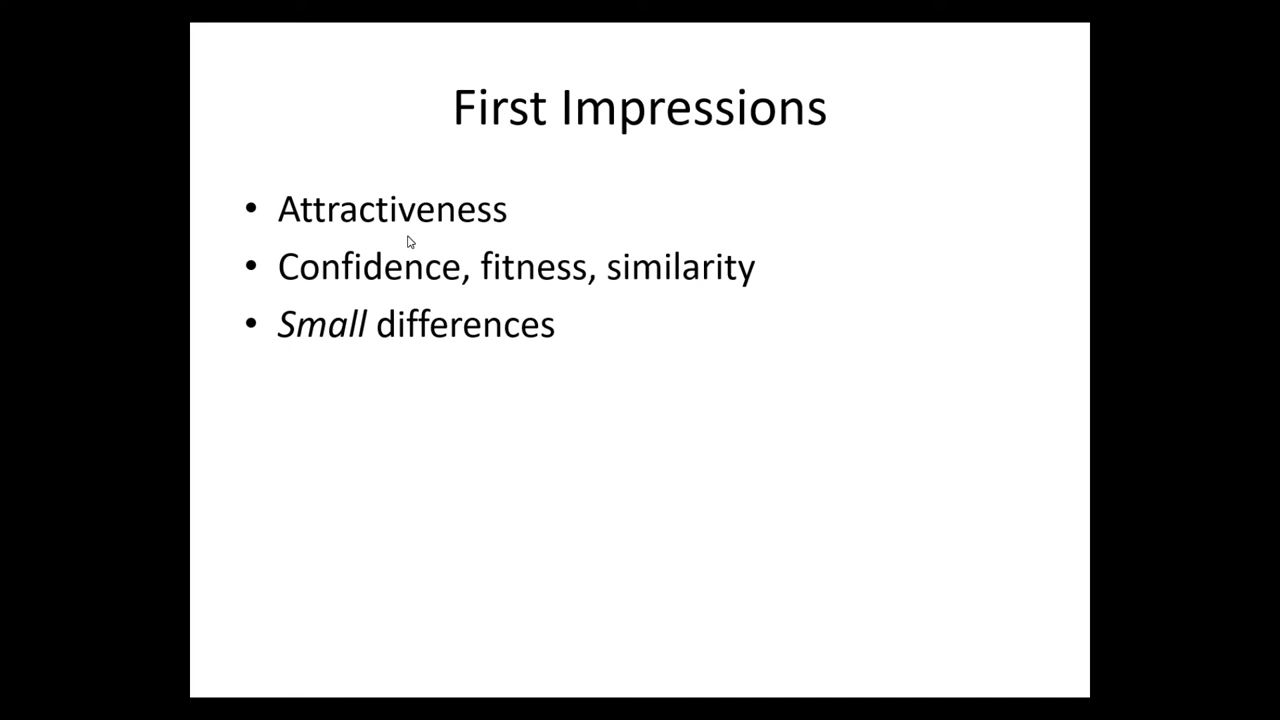 First Impressions
• Attractiveness
• Confidence, fitness, similarity
• Small differences